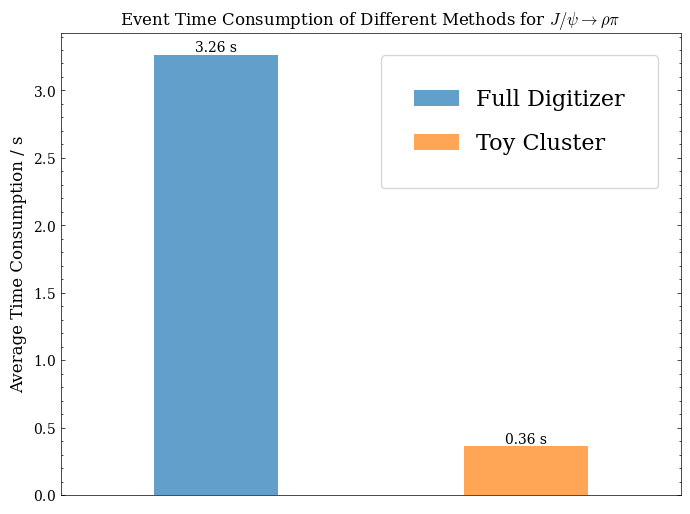 Event Time Consumption of Different Methods for J/ψ → ρπ
3.26 s
Full Digitizer
Toy Cluster
Average Time Consumption / s
3.0
2.5
2.0
1.5
1.0
0.5
0.0
0.36 s